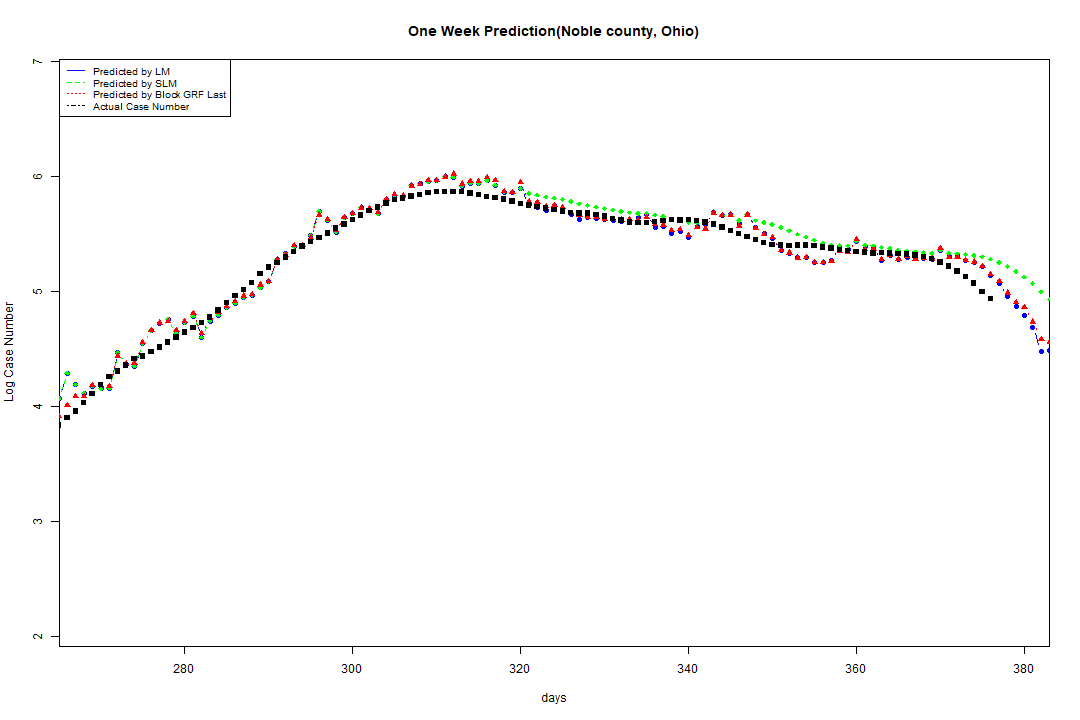 One Week Prediction(Noble county, Ohio)
Predicted by LM
Predicted by SLM
Predicted by Block GRF Last
Actual Case Number
7
6
5
4
3
2
Log Case Number
280 300 320 340 360 380
days